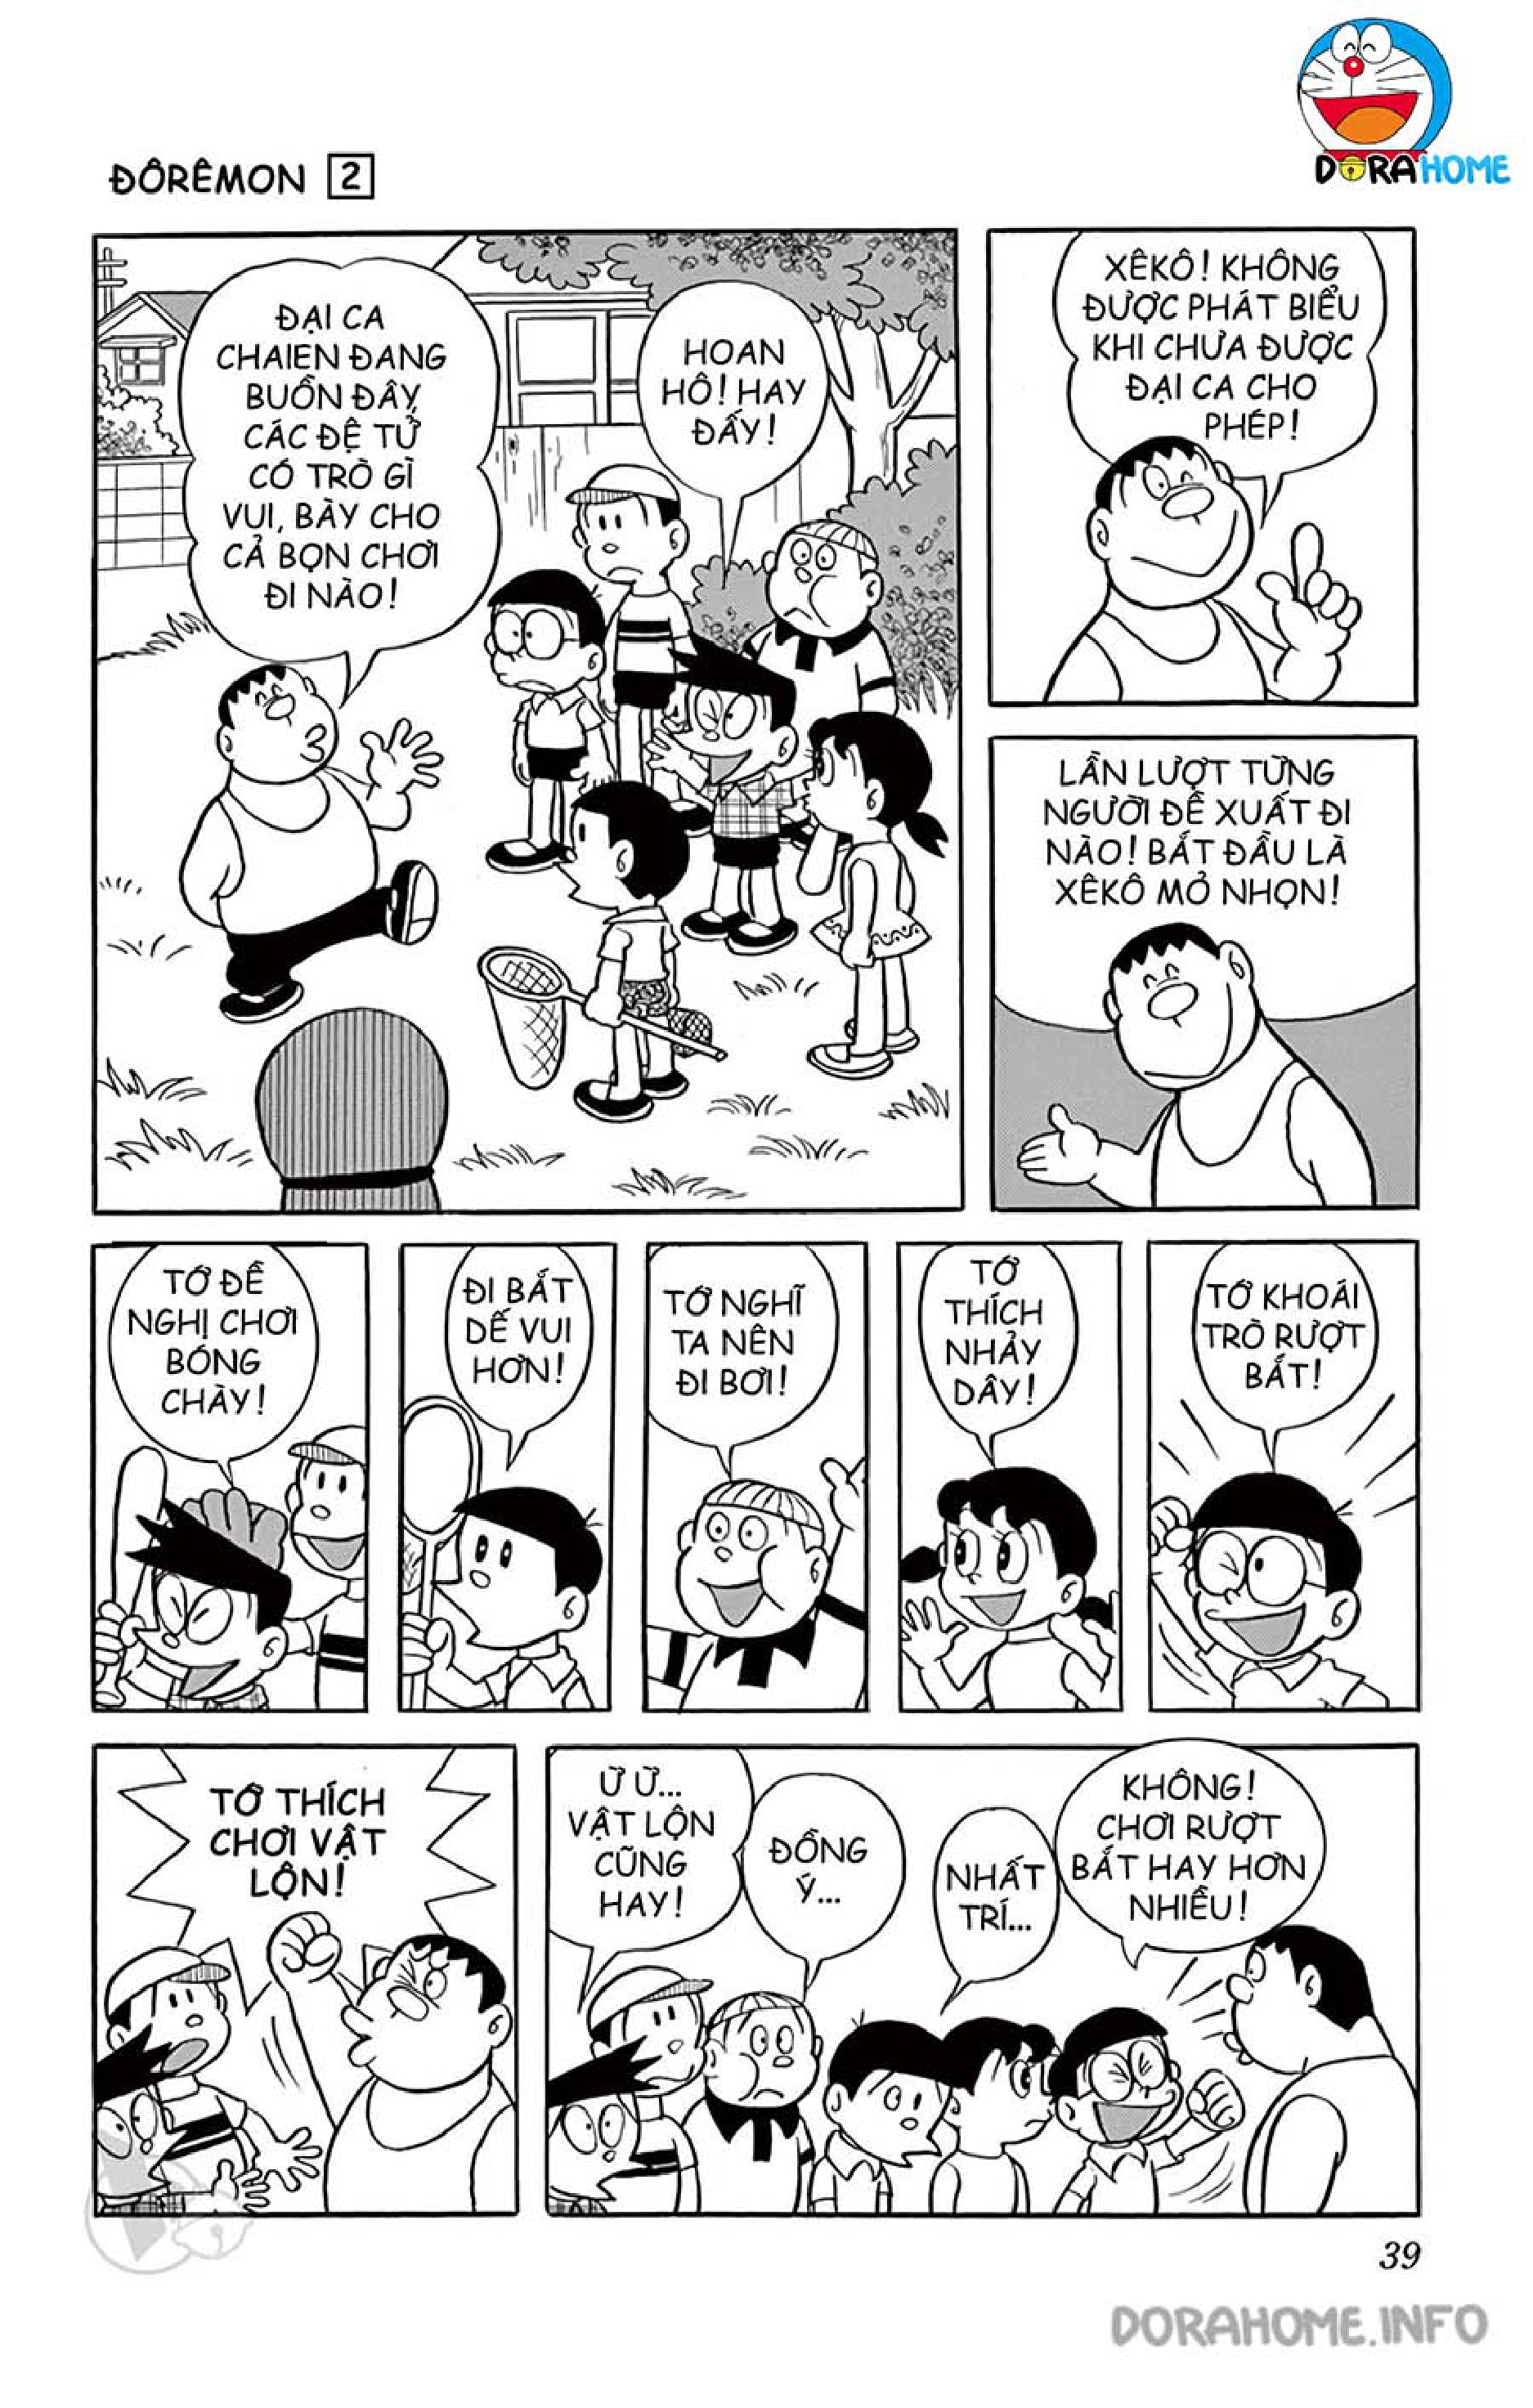 DORAHOME
ĐÔRÊMON 2
ĐẠI CA
CHAIEN ĐANG
BUỒN ĐÂY,
CÁC ĐỆ TỬ
CÓ TRÒ GÌ
VUI, BÀY CHO
CẢ BỌN CHƠI
ĐI NÀO!
HOAN
HÔ! HAY
ĐẤY!
XÊKÔ! KHÔNG
ĐƯỢC PHÁT BIỂU
KHI CHƯA ĐƯỢC
ĐẠI CA CHO
PHÉP!
LẦN LƯỢT TỪNG
NGƯỜI ĐỀ XUẤT ĐI
NÀO! BẮT ĐẦU LÀ
XÊKÔ MỎ NHỌN!
TỚ ĐỀ
NGHỊ CHƠI
BÓNG
CHÀY!
ĐI BẮT
DẾ VUI
HƠN!
TỚ NGHĨ
TA NÊN
ĐI BƠI!
TỚ
THÍCH
NHẢY
DÂY!
TỚ KHOÁI
TRÒ RƯỢT
BẮT!
TỚ THÍCH
CHƠI VẬT
LỘN!
Ừ Ừ...
VẬT LỘN
CŨNG
HAY!
ĐỒNG
Ý...
NHẤT
TRÍ...
KHÔNG!
CHƠI RƯỢT
BẮT HAY HƠN
NHIỀU!
39
DORAHOME.INFO